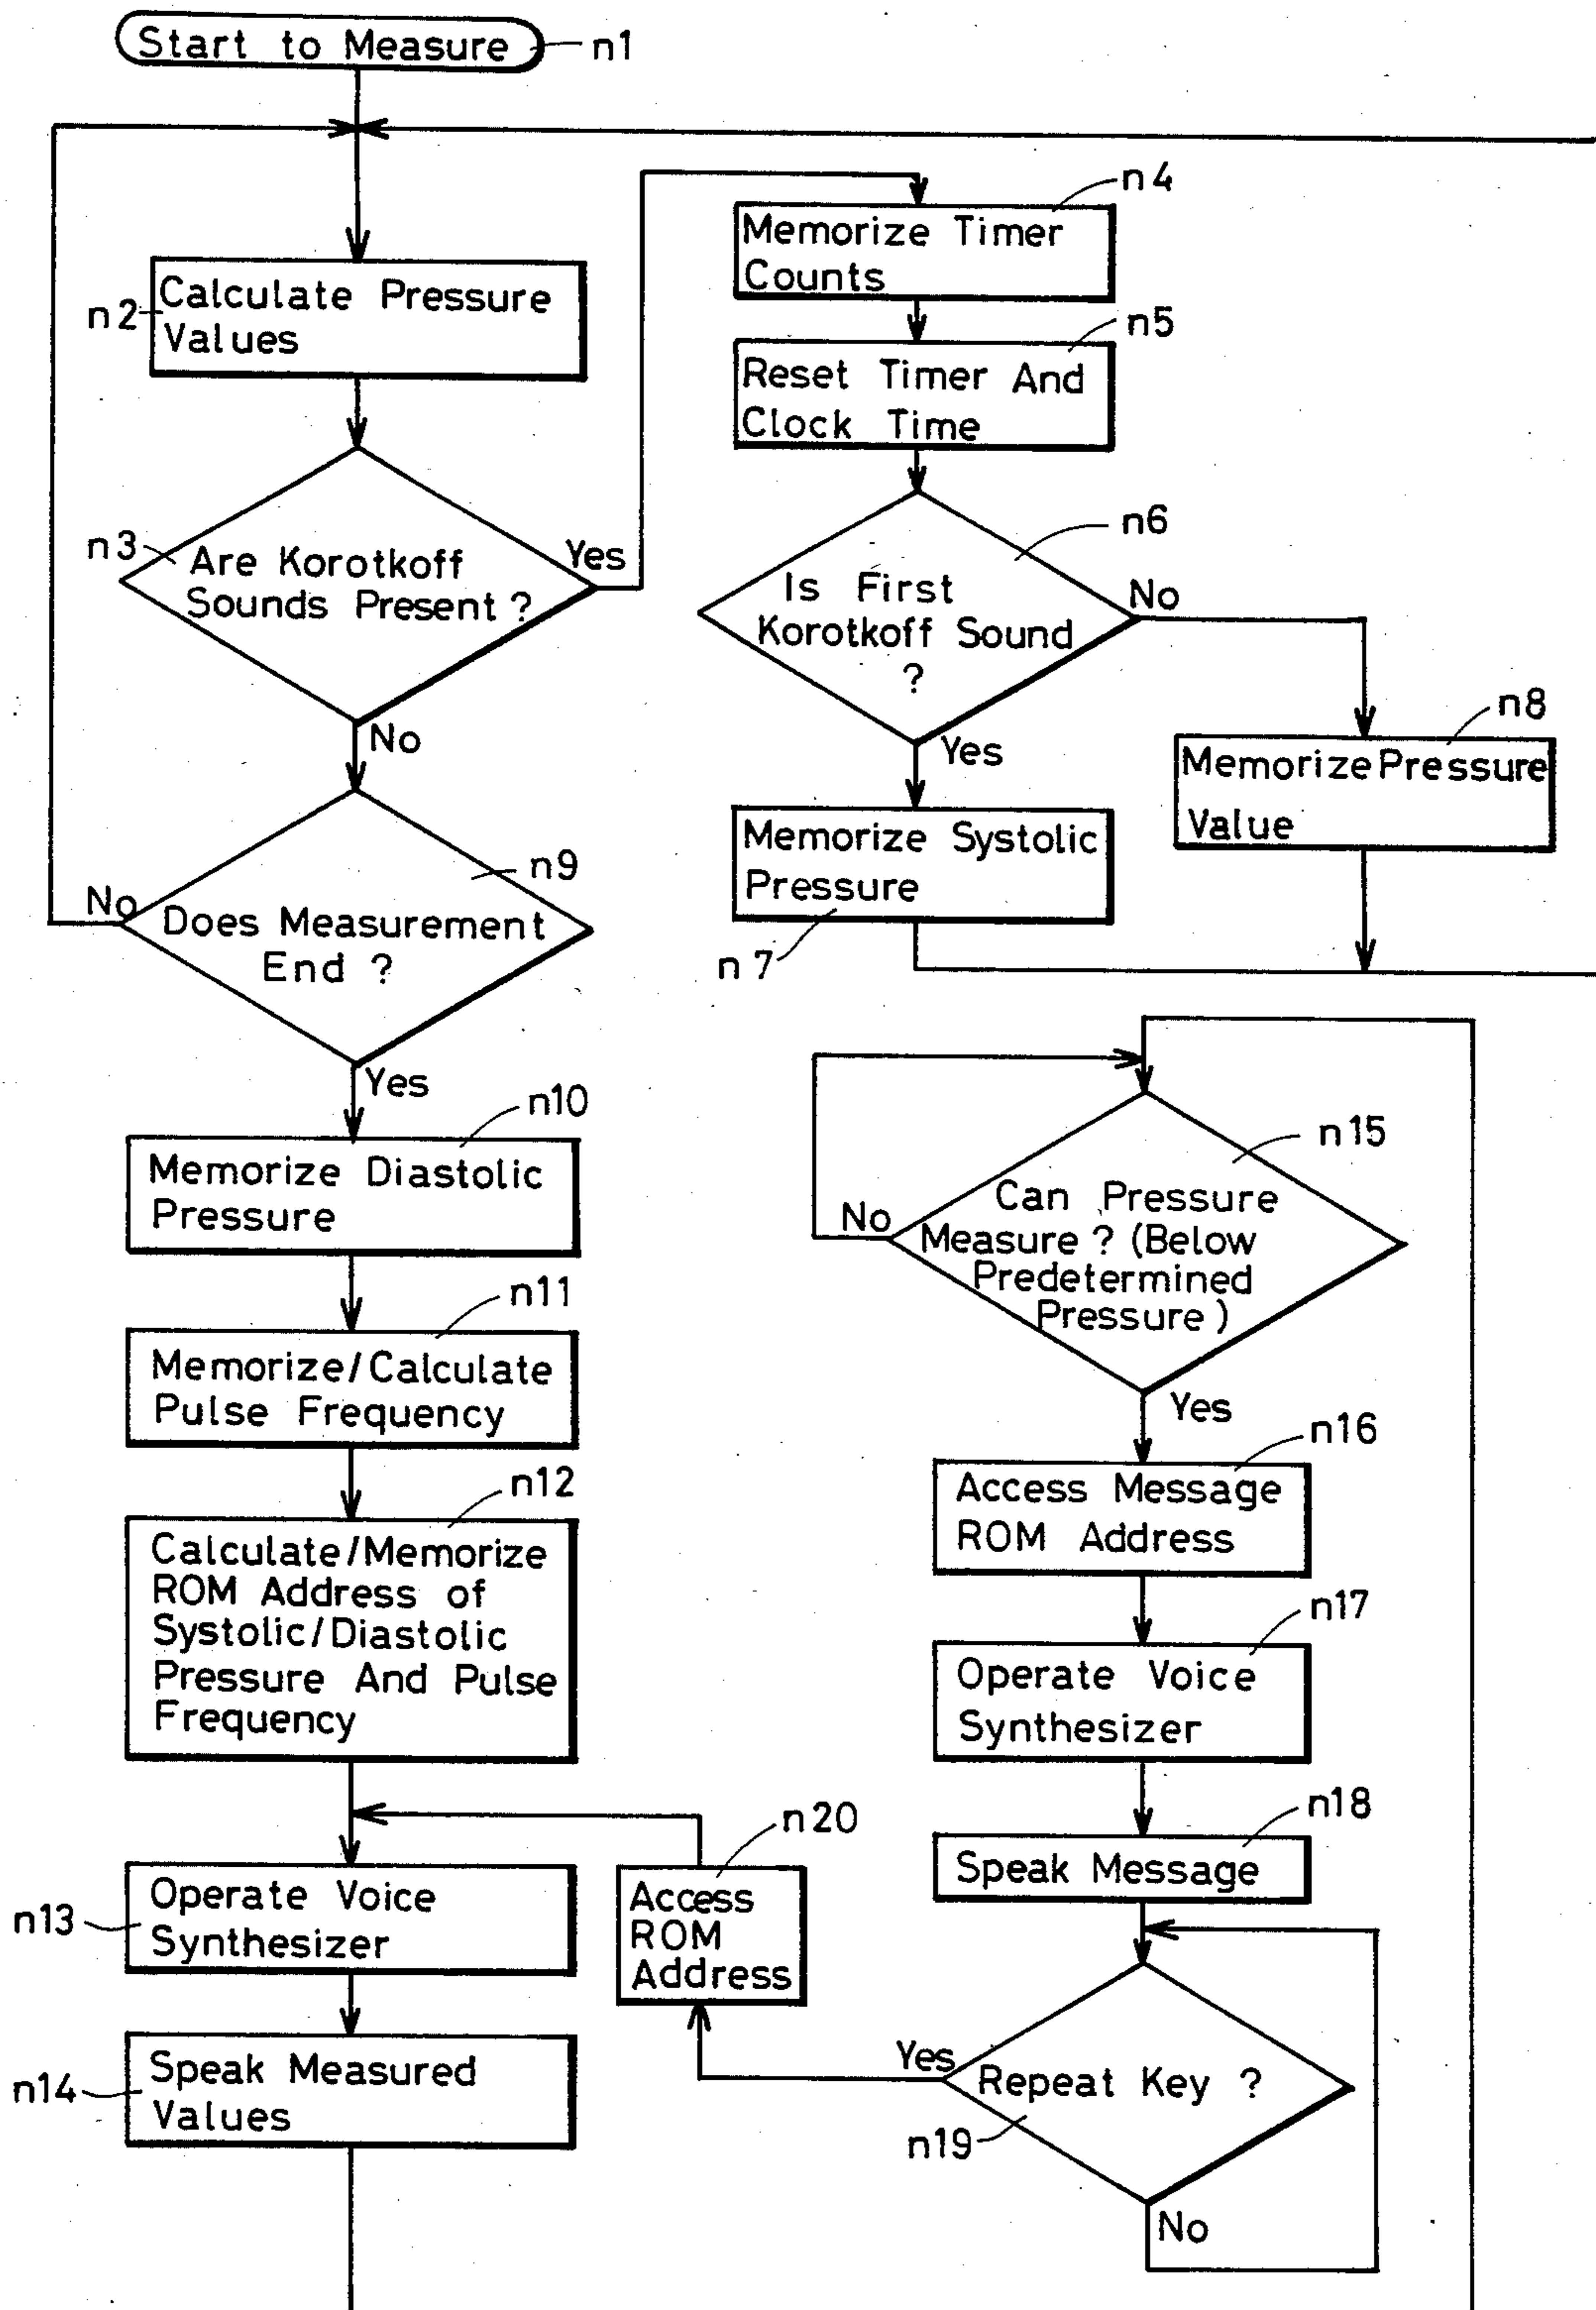 Start to Measure
n1
n2
Calculate Pressure
Values
n3
Are Korotkoff
Sounds Present ?
Yes
No
n4
Memorize Timer
Counts
n5
Reset Timer And
Clock Time
n6
Is First
Korotkoff Sound
?
No
Yes
n7
Memorize Systolic
Pressure
n8
Memorize Pressure
Value
n9
No
Does Measurement
End ?
Yes
n10
Memorize Diastolic
Pressure
n11
Memorize/Calculate
Pulse Frequency
n12
Calculate/Memorize
ROM Address of
Systolic/Diastolic
Pressure And Pulse
Frequency
n13
Operate Voice
Synthesizer
n14
Speak Measured
Values
n15
No
Can Pressure
Measure ? (Below
Predetermined
Pressure)
Yes
n16
Access Message
ROM Address
n17
Operate Voice
Synthesizer
n18
Speak Message
n19
Yes
Repeat Key ?
No
n20
Access
ROM
Address